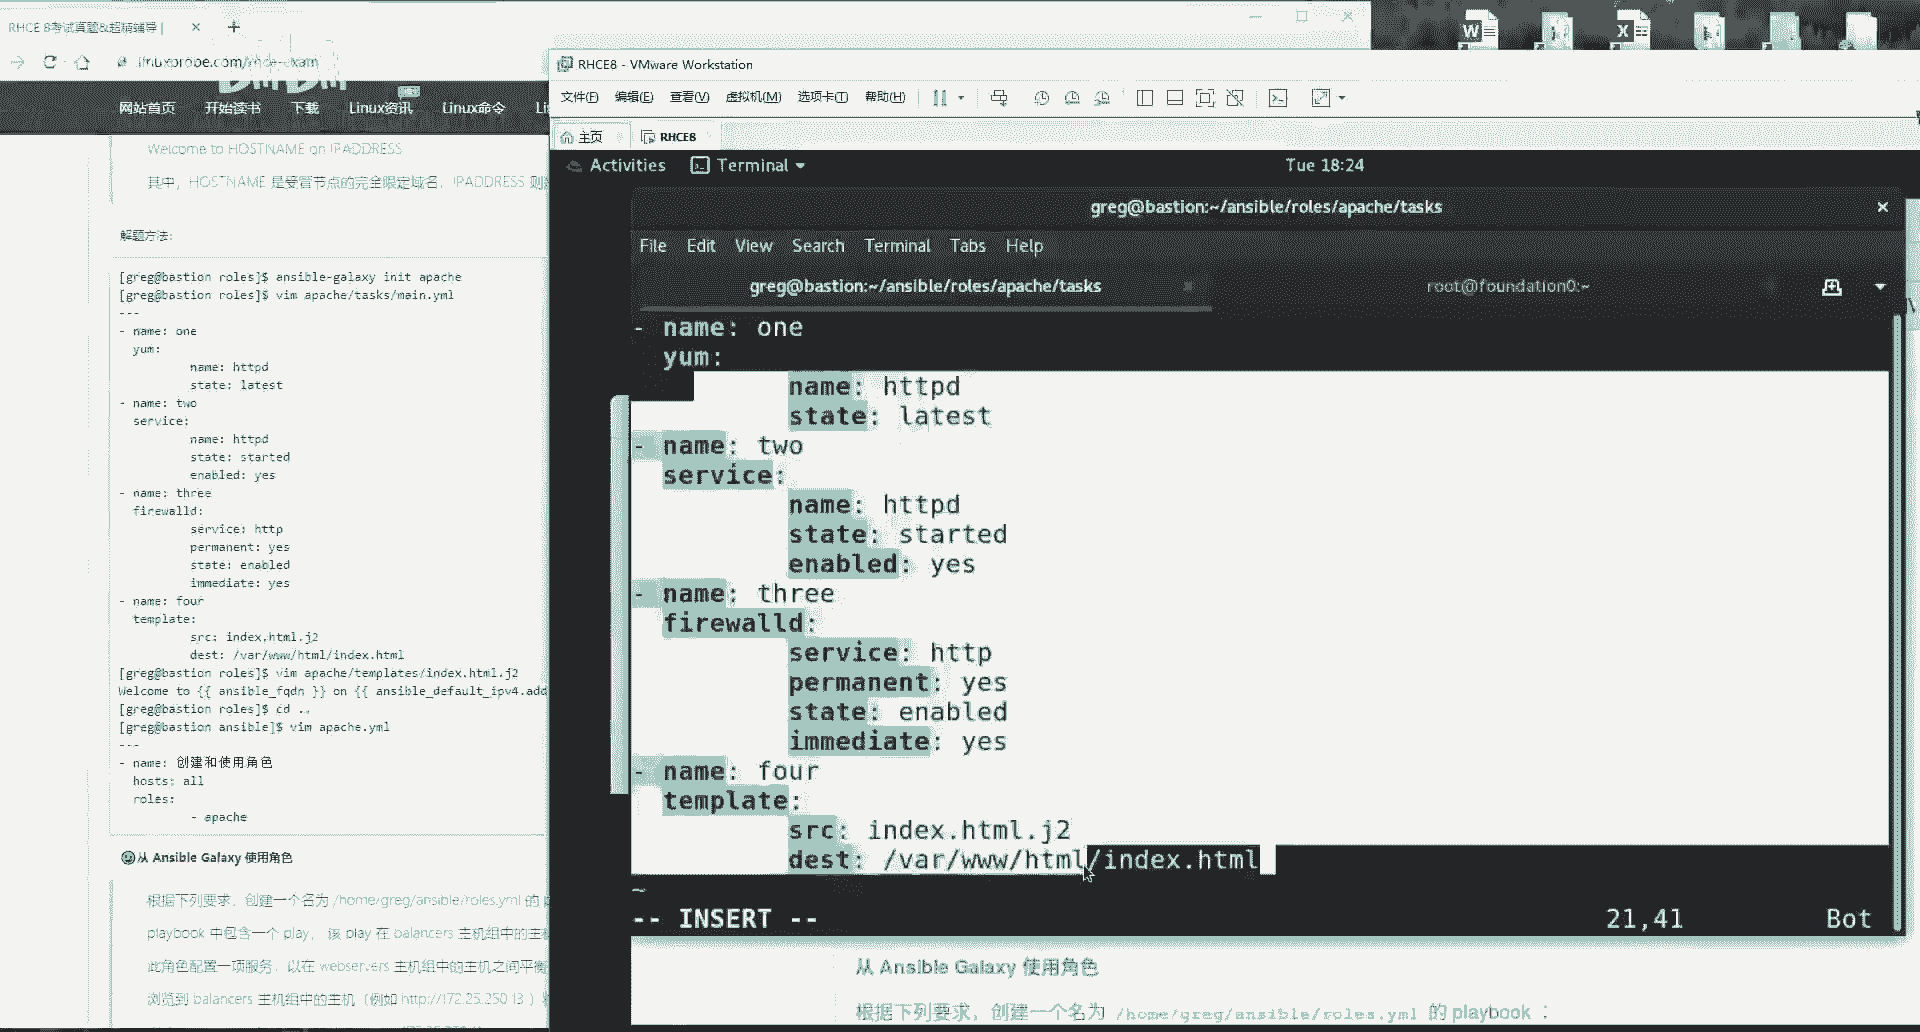 RHCE 8考试真题&超精辅导 |
linuxprobe.com/rhce-exam
网站首页 开始读书 下载 Linux资讯 Linux命令
Welcome to HOSTNAME on IPADDRESS
其中，HOSTNAME 是受管节点的完全限定域名，IPADDRESS 则
解题方法:
[greg@bastion roles]$ ansible-galaxy init apache
[greg@bastion roles]$ vim apache/tasks/main.yml
---
- name: one
yum:
name: httpd
state: latest
- name: two
service:
name: httpd
state: started
enabled: yes
- name: three
firewalld:
service: http
permanent: yes
state: enabled
immediate: yes
- name: four
template:
src: index.html.j2
dest: /var/www/html/index.html
[greg@bastion roles]$ vim apache/templates/index.html.j2
Welcome to {{ ansible_fqdn }} on {{ ansible_default_ipv4.add
[greg@bastion roles]$ cd ..
[greg@bastion ansible]$ vim apache.yml
---
- name: 创建和使用角色
hosts: all
roles:
- apache
从 Ansible Galaxy 使用角色
根据下列要求，创建一个名为 /home/greg/ansible/roles.yml 的
playbook 中包含一个 play， 该 play 在 balancers 主机组中的主机
此角色配置一项服务，以在 webservers 主机组中的主机之间平衡
浏览到 balancers 主机组中的主机（例如 http://172.25.250.13 ）
RHCE8 - VMware Workstation
文件(F) 编辑(E) 查看(V) 虚拟机(M) 选项卡(T) 帮助(H)
主页 RHCE8
Activities Terminal Tue 18:24
greg@bastion:~/ansible/roles/apache/tasks
File Edit View Search Terminal Tabs Help
greg@bastion:~/ansible/roles/apache/tasks root@foundation0:~
- name: one
yum:
name: httpd
state: latest
- name: two
service:
name: httpd
state: started
enabled: yes
- name: three
firewalld:
service: http
permanent: yes
state: enabled
immediate: yes
- name: four
template:
src: index.html.j2
dest: /var/www/html/index.html
~
-- INSERT -- 21,41 Bot
从 Ansible Galaxy 使用角色
根据下列要求，创建一个名为 /home/greg/ansible/roles.yml 的 playbook ：